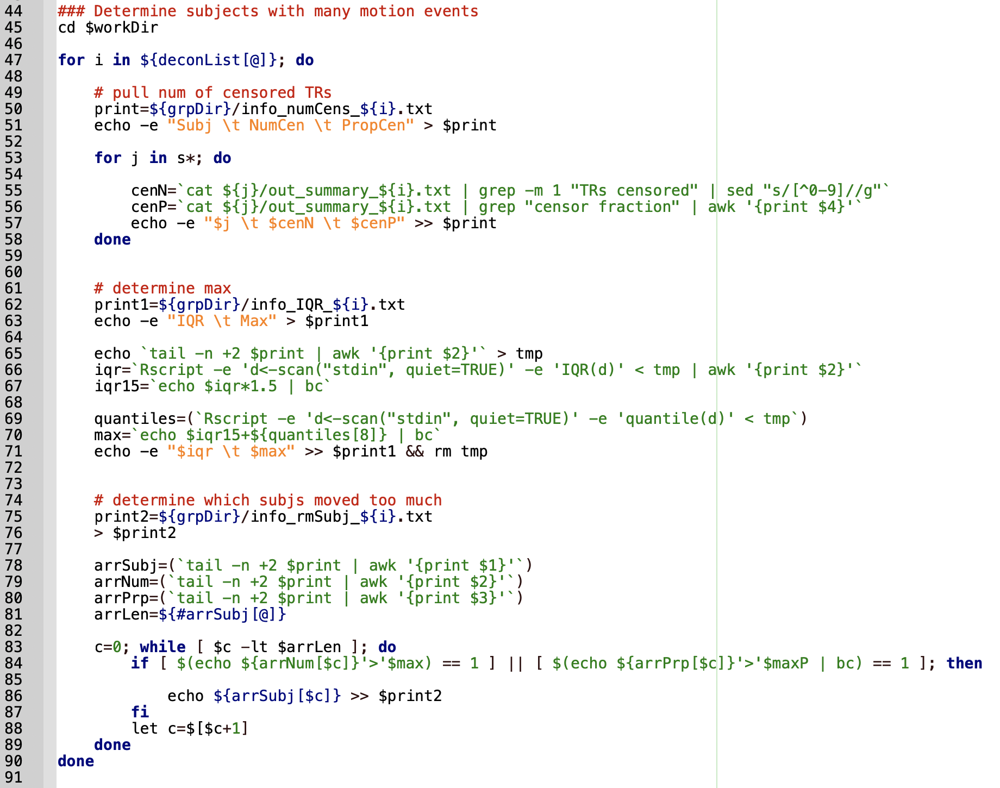 44 ### Determine subjects with many motion events
45 cd $workDir
46
47 for i in ${deconList[@]}; do
48
49 # pull num of censored TRs
50 print=${grpDir}/info_numCens_${i}.txt
51 echo -e "Subj \t NumCen \t PropCen" > $print
52
53 for j in s*; do
54
55 cenN=`cat ${j}/out_summary_${i}.txt | grep -m 1 "TRs censored" | sed "s/[^0-9]//g"`
56 cenP=`cat ${j}/out_summary_${i}.txt | grep "censor fraction" | awk '{print $4}'`
57 echo -e "$j \t $cenN \t $cenP" >> $print
58 done
59
60
61 # determine max
62 print1=${grpDir}/info_IQR_${i}.txt
63 echo -e "IQR \t Max" > $print1
64
65 echo `tail -n +2 $print | awk '{print $2}'` > tmp
66 iqr=`Rscript -e 'd<-scan("stdin", quiet=TRUE)' -e 'IQR(d)' < tmp | awk '{print $2}'`
67 iqr15=`echo $iqr*1.5 | bc`
68
69 quantiles=(`Rscript -e 'd<-scan("stdin", quiet=TRUE)' -e 'quantile(d)' < tmp`)
70 max=`echo $iqr15+${quantiles[8]} | bc`
71 echo -e "$iqr \t $max" >> $print1 && rm tmp
72
73
74 # determine which subjs moved too much
75 print2=${grpDir}/info_rmSubj_${i}.txt
76 > $print2
77
78 arrSubj=(`tail -n +2 $print | awk '{print $1}'`)
79 arrNum=(`tail -n +2 $print | awk '{print $2}'`)
80 arrPrp=(`tail -n +2 $print | awk '{print $3}'`)
81 arrLen=${#arrSubj[@]}
82
83 c=0; while [ $c -lt $arrLen ]; do
84 if [ $(echo ${arrNum[$c]}'>'$max) == 1 ] || [ $(echo ${arrPrp[$c]}'>'$maxP | bc) == 1 ]; then
85
86 echo ${arrSubj[$c]} >> $print2
87 fi
88 let c=$[$c+1]
89 done
90 done
91